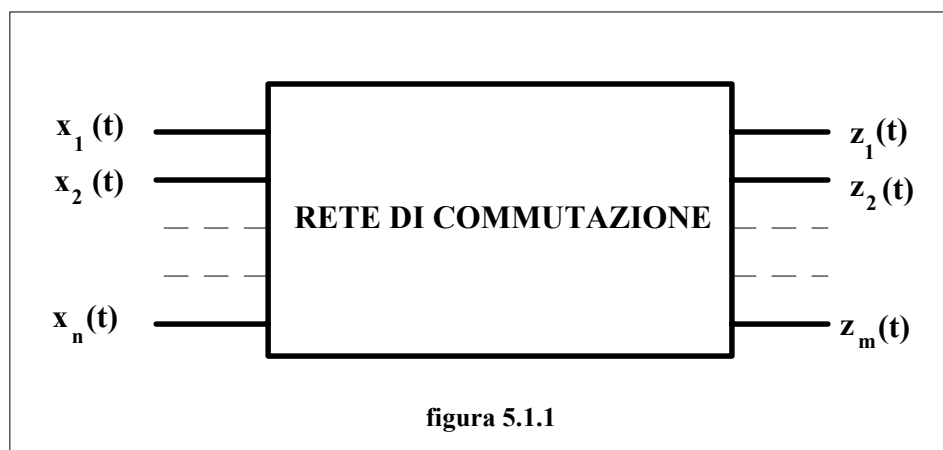 x1 (t)
x2 (t)
xn(t)
RETE DI COMMUTAZIONE
z1(t)
z2(t)
zm(t)
figura 5.1.1